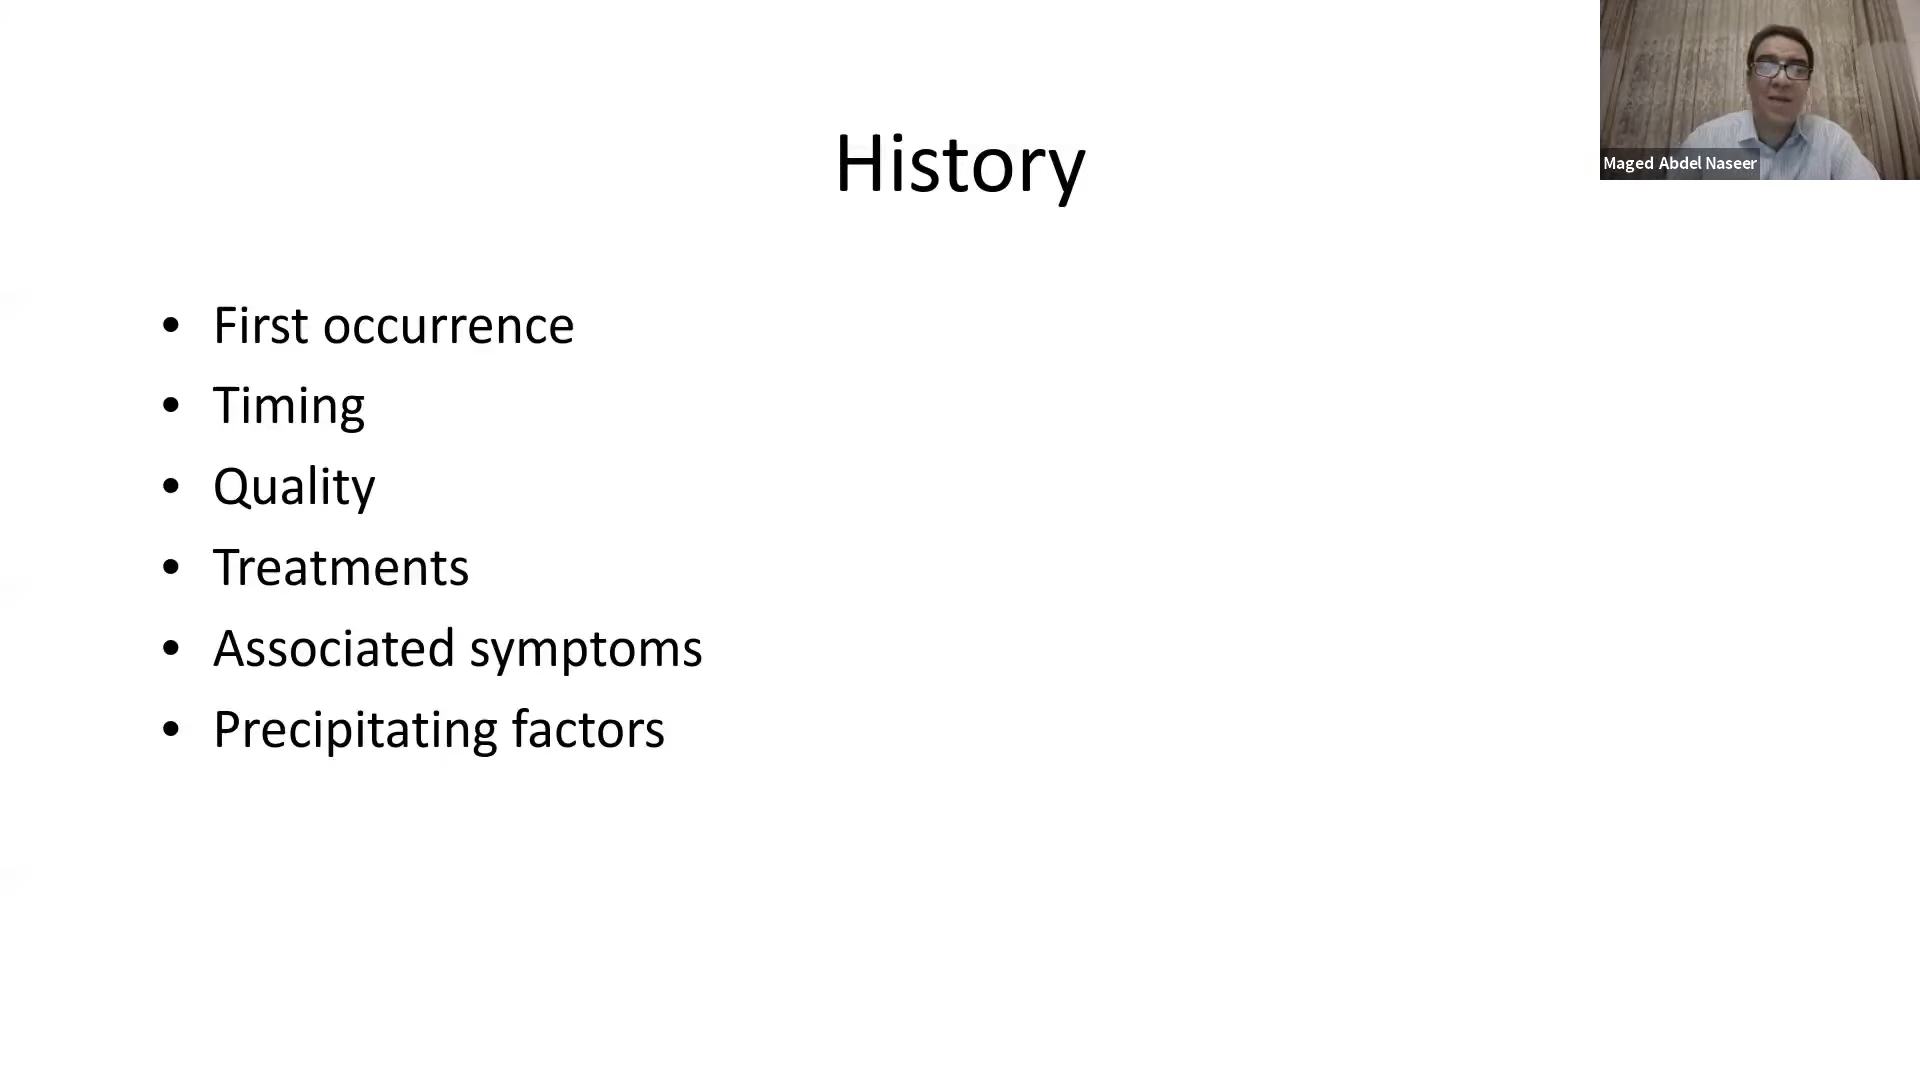 History
• First occurrence
• Timing
• Quality
• Treatments
• Associated symptoms
• Precipitating factors
Maged Abdel Naseer